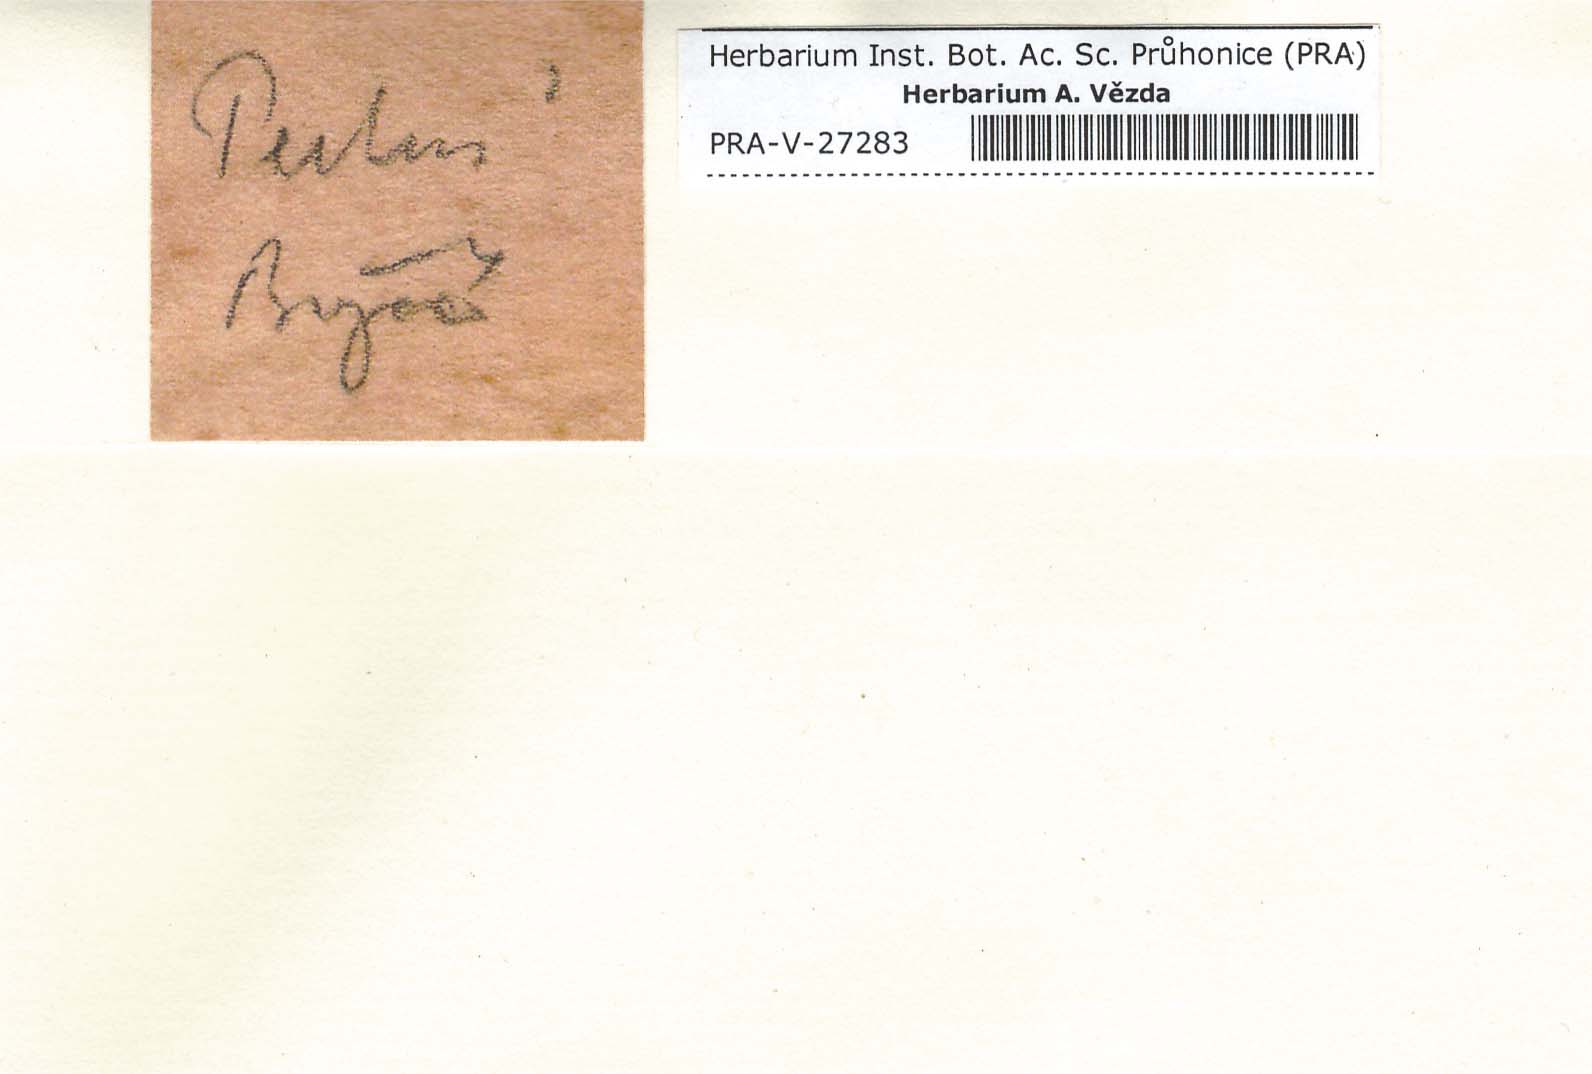 Herbarium Inst. Bot. Ac. Sc. Průhonice (PRA)
Herbarium A. Vězda
PRA-V-27283